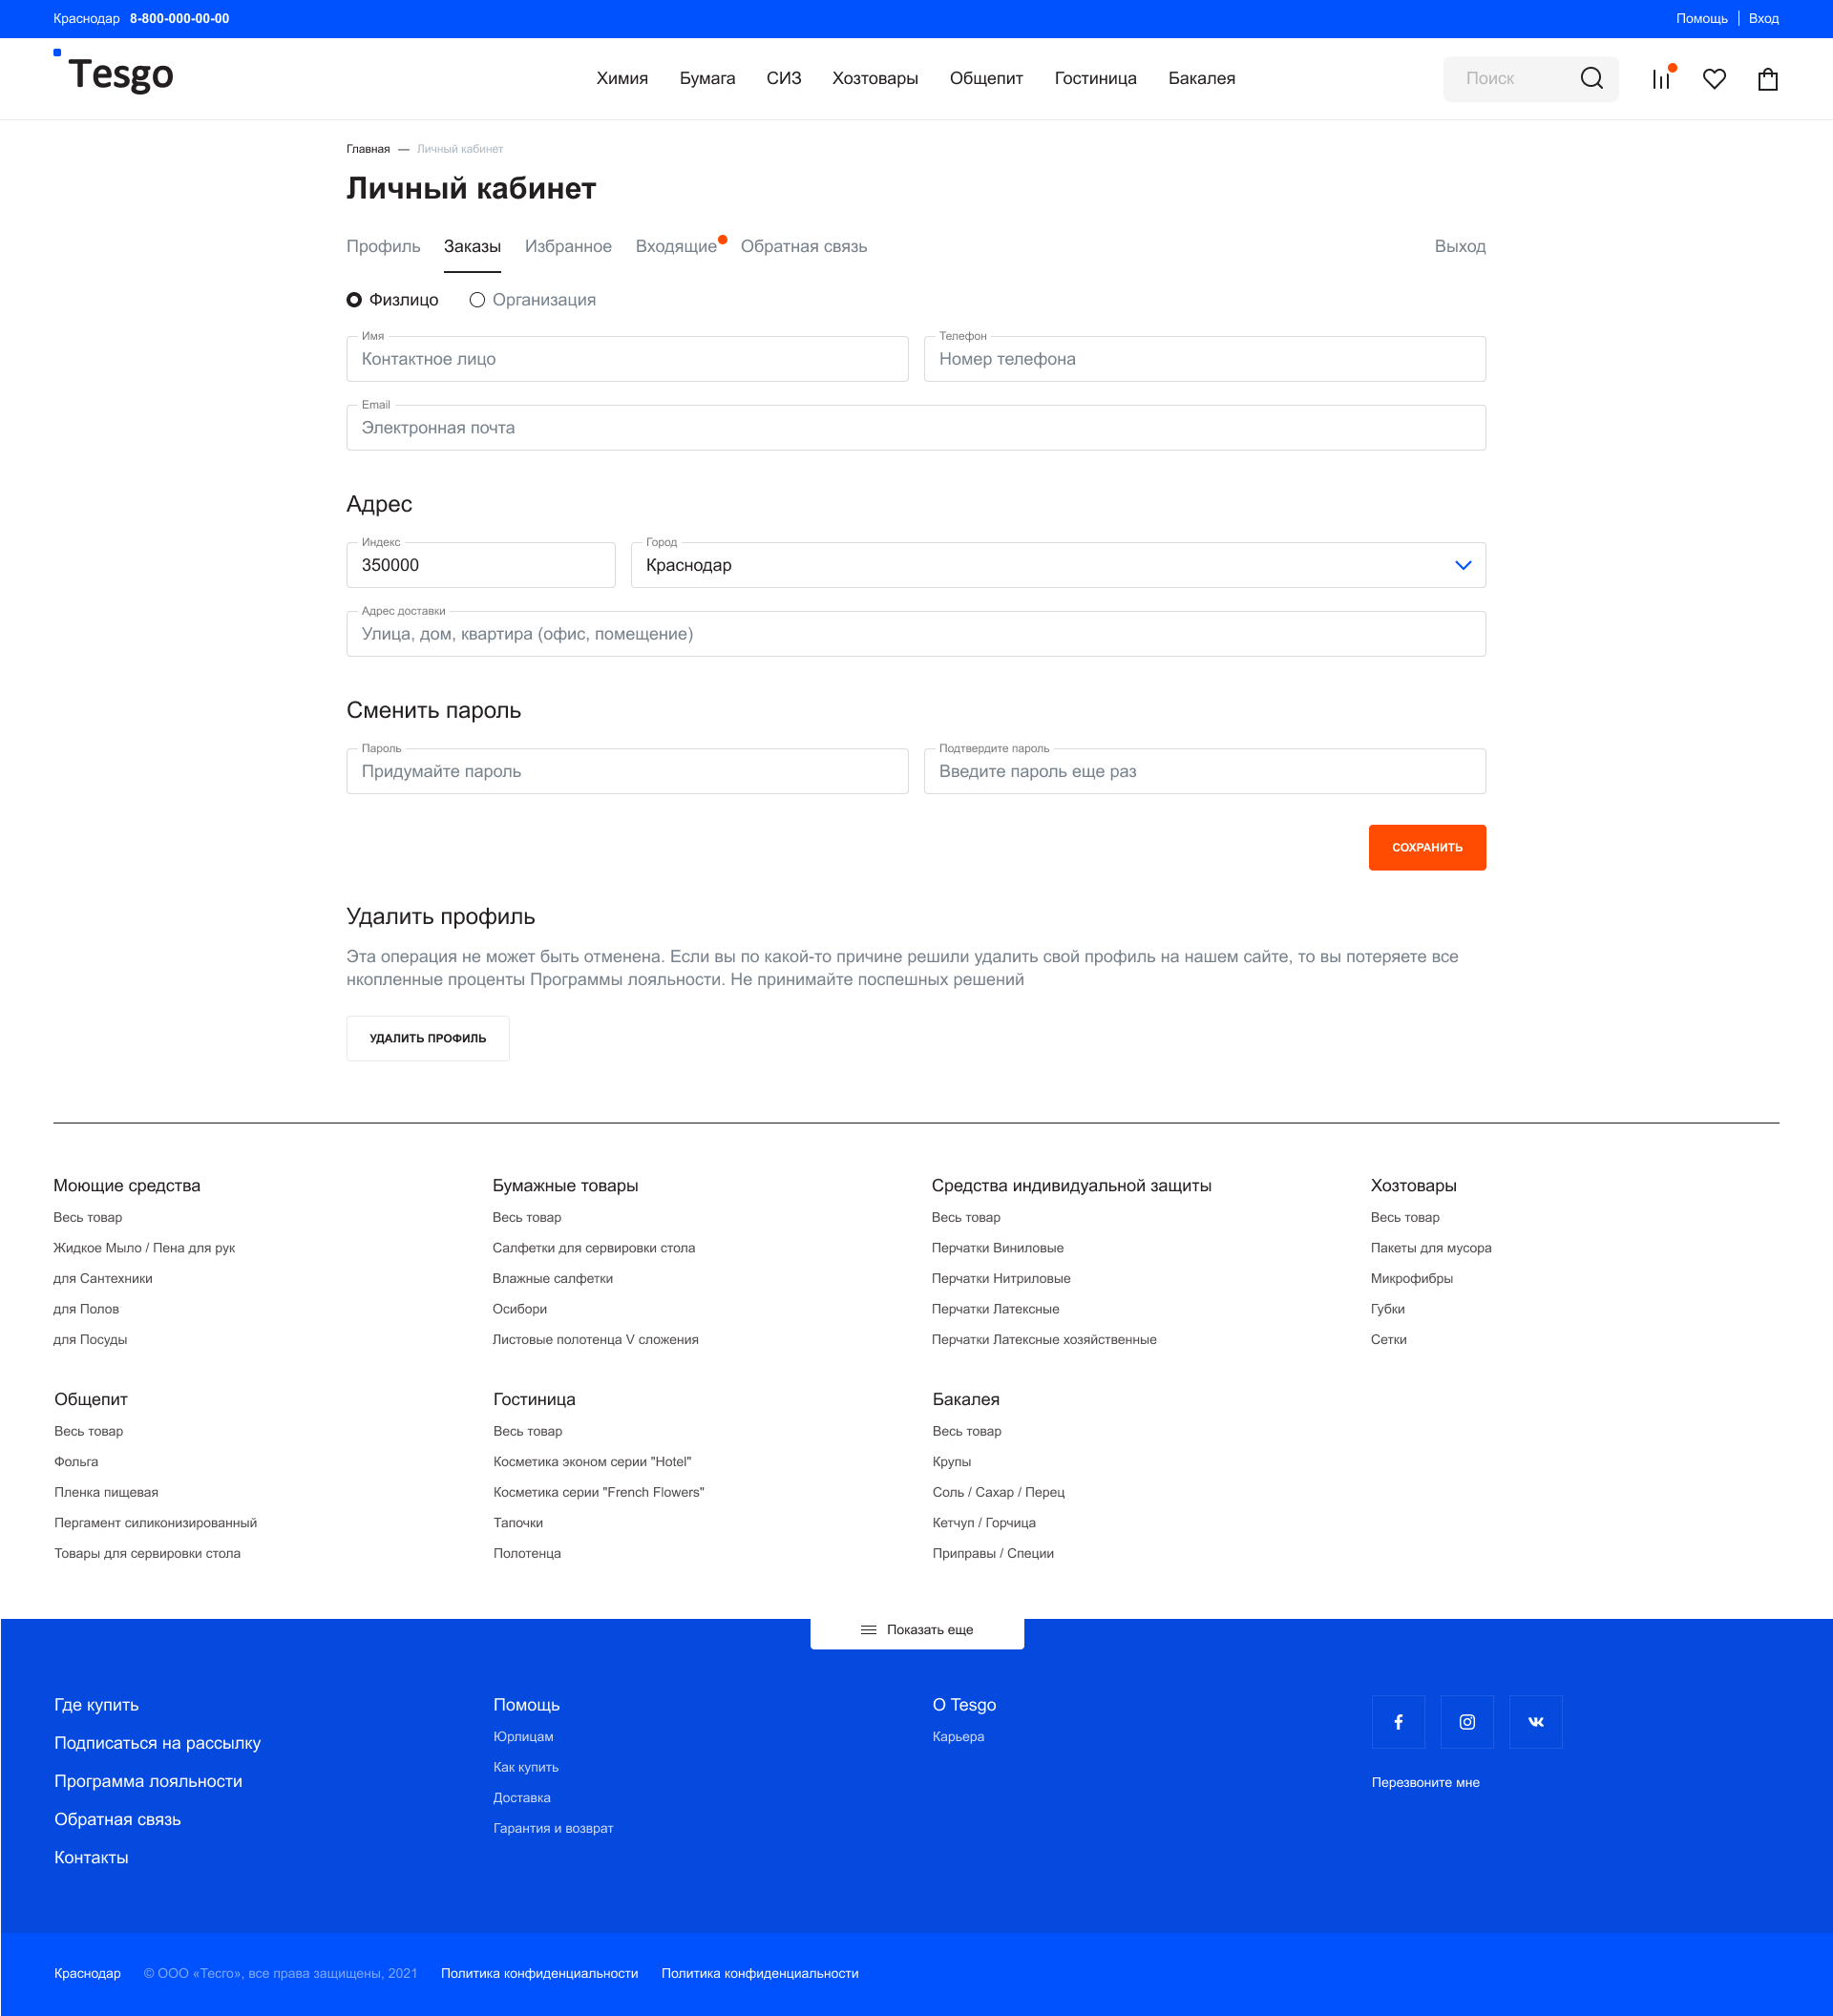 Краснодар 8-800-000-00-00
Помощь | Вход
Tesgo
Химия Бумага СИЗ Хозтовары Общепит Гостиница Бакалея
Поиск
Главная — Личный кабинет
Личный кабинет
Профиль Заказы Избранное Входящие Обратная связь Выход
Физлицо Организация
Имя Телефон
Контактное лицо Номер телефона
Email
Электронная почта
Адрес
Индекс Город
350000 Краснодар
Адрес доставки
Улица, дом, квартира (офис, помещение)
Сменить пароль
Пароль Подтвердите пароль
Придумайте пароль Введите пароль еще раз
СОХРАНИТЬ
Удалить профиль
Эта операция не может быть отменена. Если вы по какой-то причине решили удалить свой профиль на нашем сайте, то вы потеряете все
нкопленные проценты Программы лояльности. Не принимайте поспешных решений
УДАЛИТЬ ПРОФИЛЬ
Моющие средства
Весь товар
Жидкое Мыло / Пена для рук
для Сантехники
для Полов
для Посуды
Бумажные товары
Весь товар
Салфетки для сервировки стола
Влажные салфетки
Осибори
Листовые полотенца V сложения
Средства индивидуальной защиты
Весь товар
Перчатки Виниловые
Перчатки Нитриловые
Перчатки Латексные
Перчатки Латексные хозяйственные
Хозтовары
Весь товар
Пакеты для мусора
Микрофибры
Губки
Сетки
Общепит
Весь товар
Фольга
Пленка пищевая
Пергамент силиконизированный
Товары для сервировки стола
Гостиница
Весь товар
Косметика эконом серии "Hotel"
Косметика серии "French Flowers"
Тапочки
Полотенца
Бакалея
Весь товар
Крупы
Соль / Сахар / Перец
Кетчуп / Горчица
Приправы / Специи
Показать еще
Где купить
Подписаться на рассылку
Программа лояльности
Обратная связь
Контакты
Помощь
Юрлицам
Как купить
Доставка
Гарантия и возврат
О Tesgo
Карьера
Перезвоните мне
Краснодар © ООО «Тесго», все права защищены, 2021 Политика конфиденциальности Политика конфиденциальности